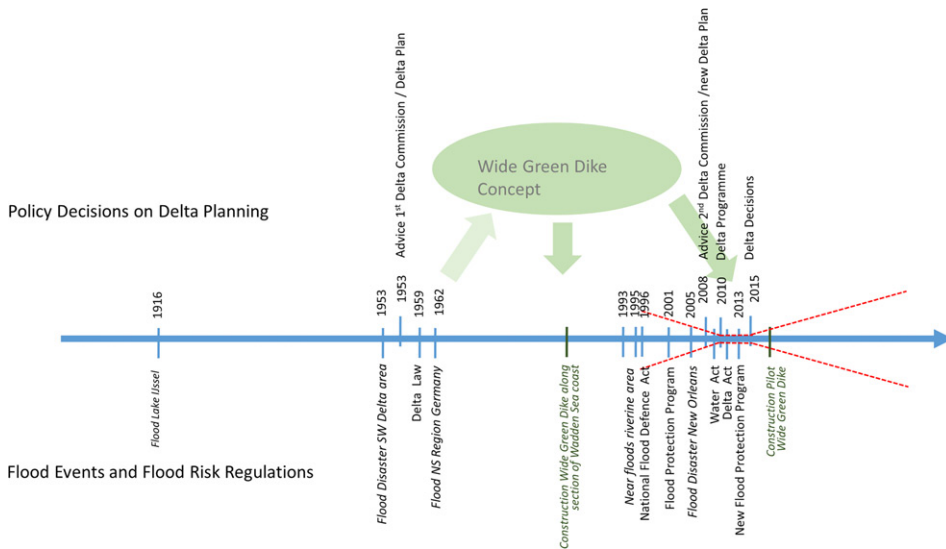 Advice 1st Delta Commission / Delta Plan
Advice 2nd Delta Commission /new Delta Plan
Delta Programme
Delta Decisions
Wide Green Dike
Concept
Policy Decisions on Delta Planning
1916
1953
1953
1959
1962
1993
1995
1996
2001
2005
2008
2010
2013
2015
Flood Lake IJssel
Flood Disaster SW Delta area
Delta Law
Flood NS Region Germany
Construction Wide Green Dike along
section of Wadden Sea coast
Near floods riverine area
National Flood Defence Act
Flood Protection Program
Flood Disaster New Orleans
Water Act
Delta Act
New Flood Protection Program
Construction Pilot
Wide Green Dike
Flood Events and Flood Risk Regulations